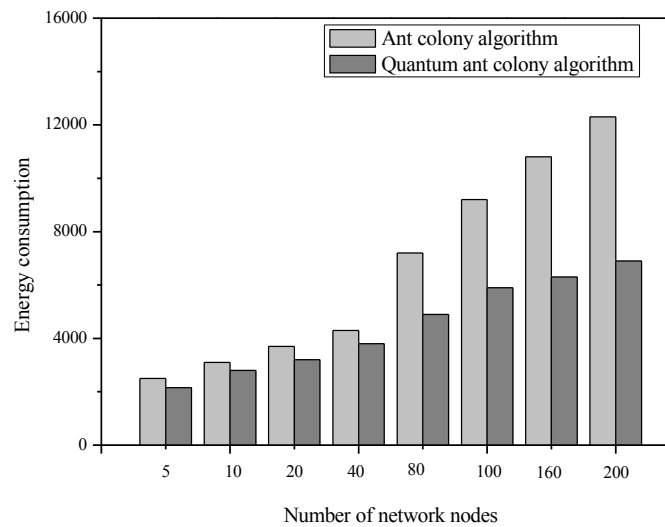 16000
12000
8000
4000
0
Energy consumption
Ant colony algorithm
Quantum ant colony algorithm
5 10 20 40 80 100 160 200
Number of network nodes